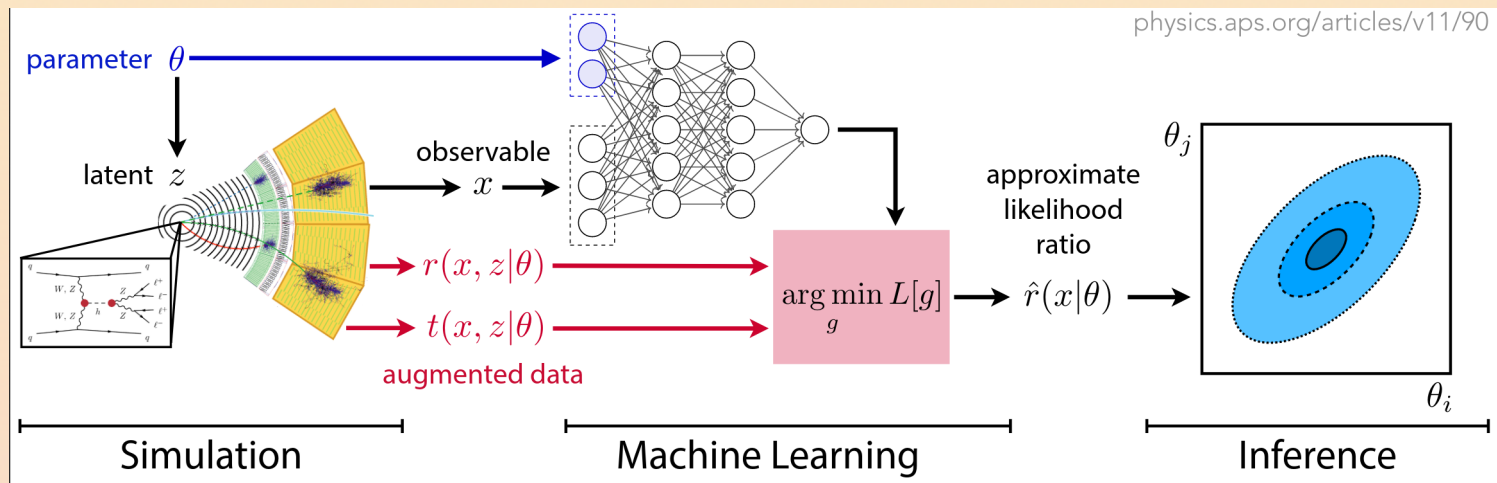 physics.aps.org/articles/v11/90
parameter θ
latent z
observable
x
r(x, z|θ)
t(x, z|θ)
augmented data
q
q
W, Z
W, Z
h
Z
Z
ℓ+
ℓ−
ℓ+
ℓ−
q
q
arg min L[g]
g
approximate
likelihood
ratio
r̂(x|θ)
θj
θi
Simulation
Machine Learning
Inference